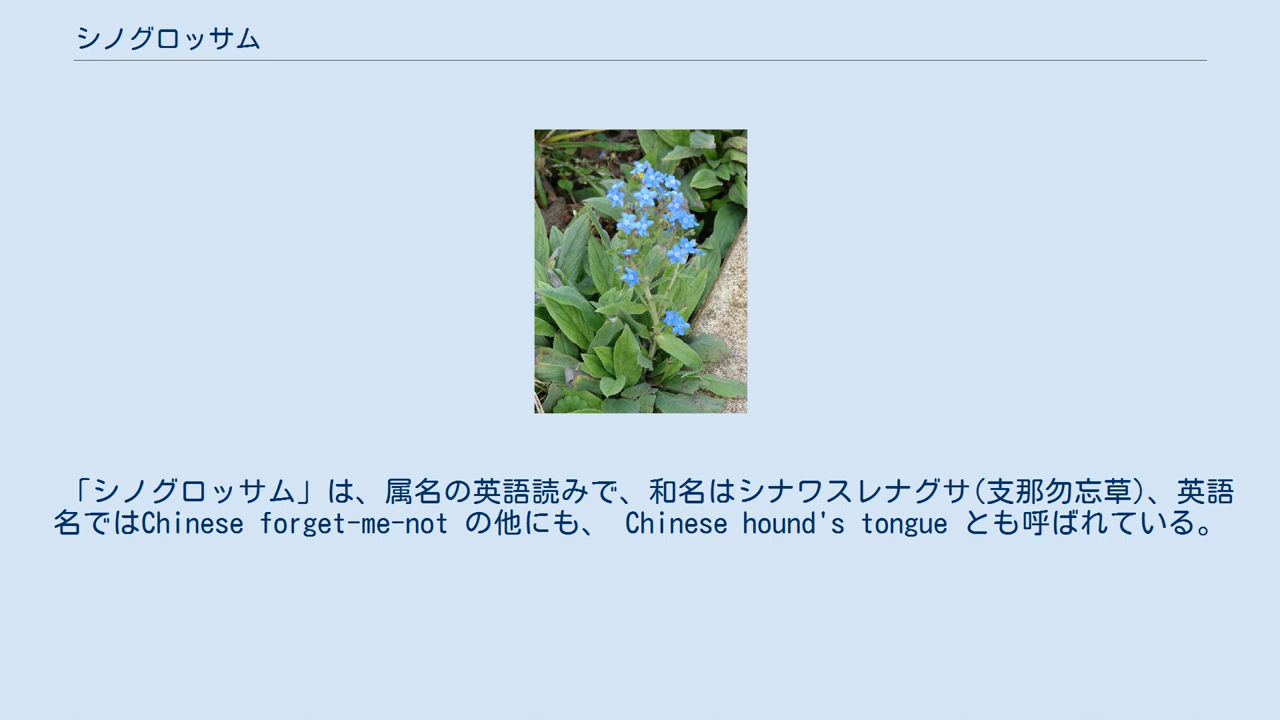 シノグロッサム
「シノグロッサム」は、属名の英語読みで、和名はシナワスレナグサ(支那勿忘草)、英語
名ではChinese forget-me-not の他にも、 Chinese hound's tongue とも呼ばれている。